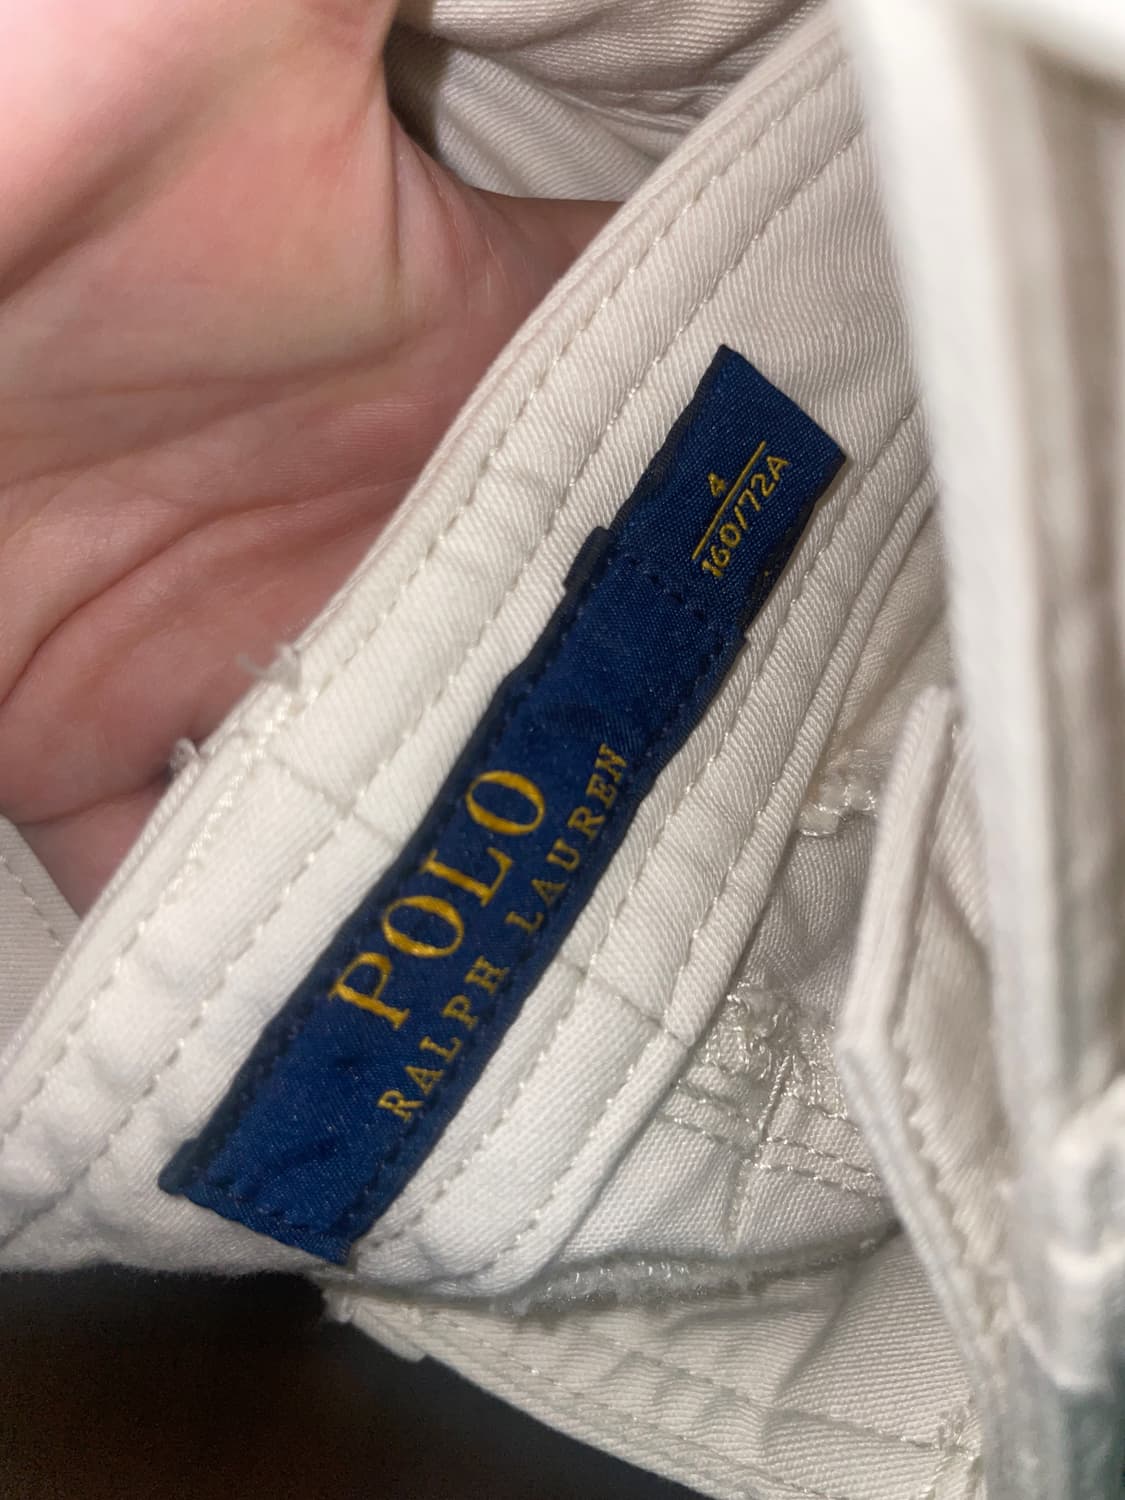 4
160/72A
POLO
RALPH LAUREN